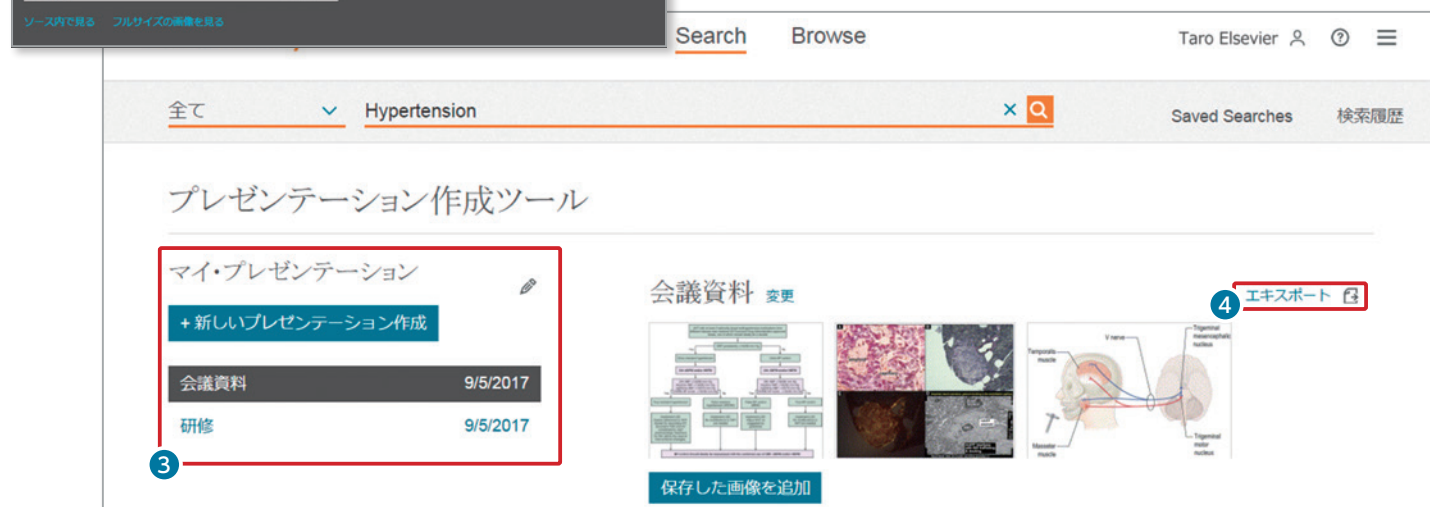 ソース内で見る フルサイズの画像を見る
Search Browse Taro Elsevier
全て Hypertension Saved Searches 検索履歴
プレゼンテーション作成ツール
マイ・プレゼンテーション
+ 新しいプレゼンテーション作成
会議資料 9/5/2017
研修 9/5/2017
3
会議資料 変更
4 エキスポート
V nerve
Trigeminal mesencephalic nucleus
Temporalis muscle
Masseter muscle
Trigeminal motor nucleus
保存した画像を追加